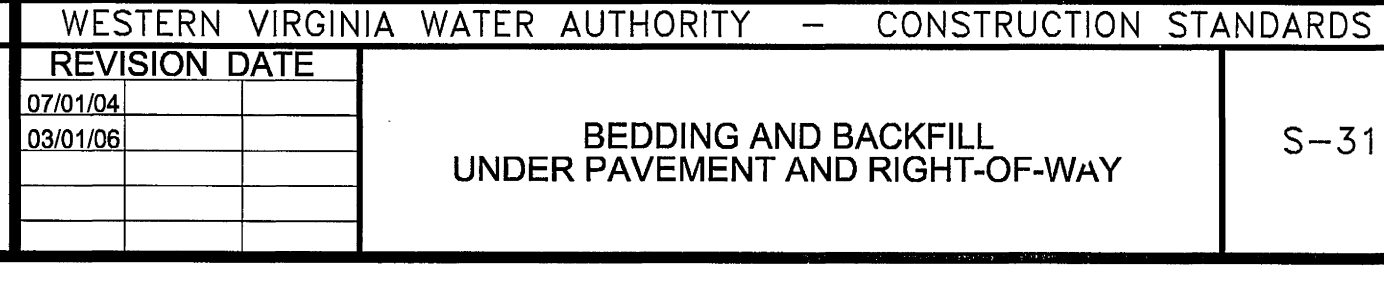 WESTERN VIRGINIA WATER AUTHORITY – CONSTRUCTION STANDARDS
REVISION DATE
07/01/04
03/01/06
BEDDING AND BACKFILL
UNDER PAVEMENT AND RIGHT-OF-WAY
S-31